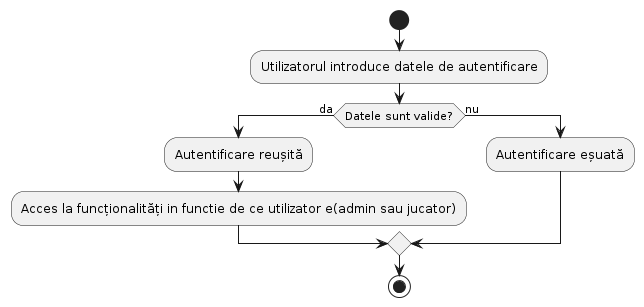 Utilizatorul introduce datele de autentificare
da
Datele sunt valide?
nu
Autentificare reușită
Autentificare eșuată
Acces la funcționalități in functie de ce utilizator e(admin sau jucator)